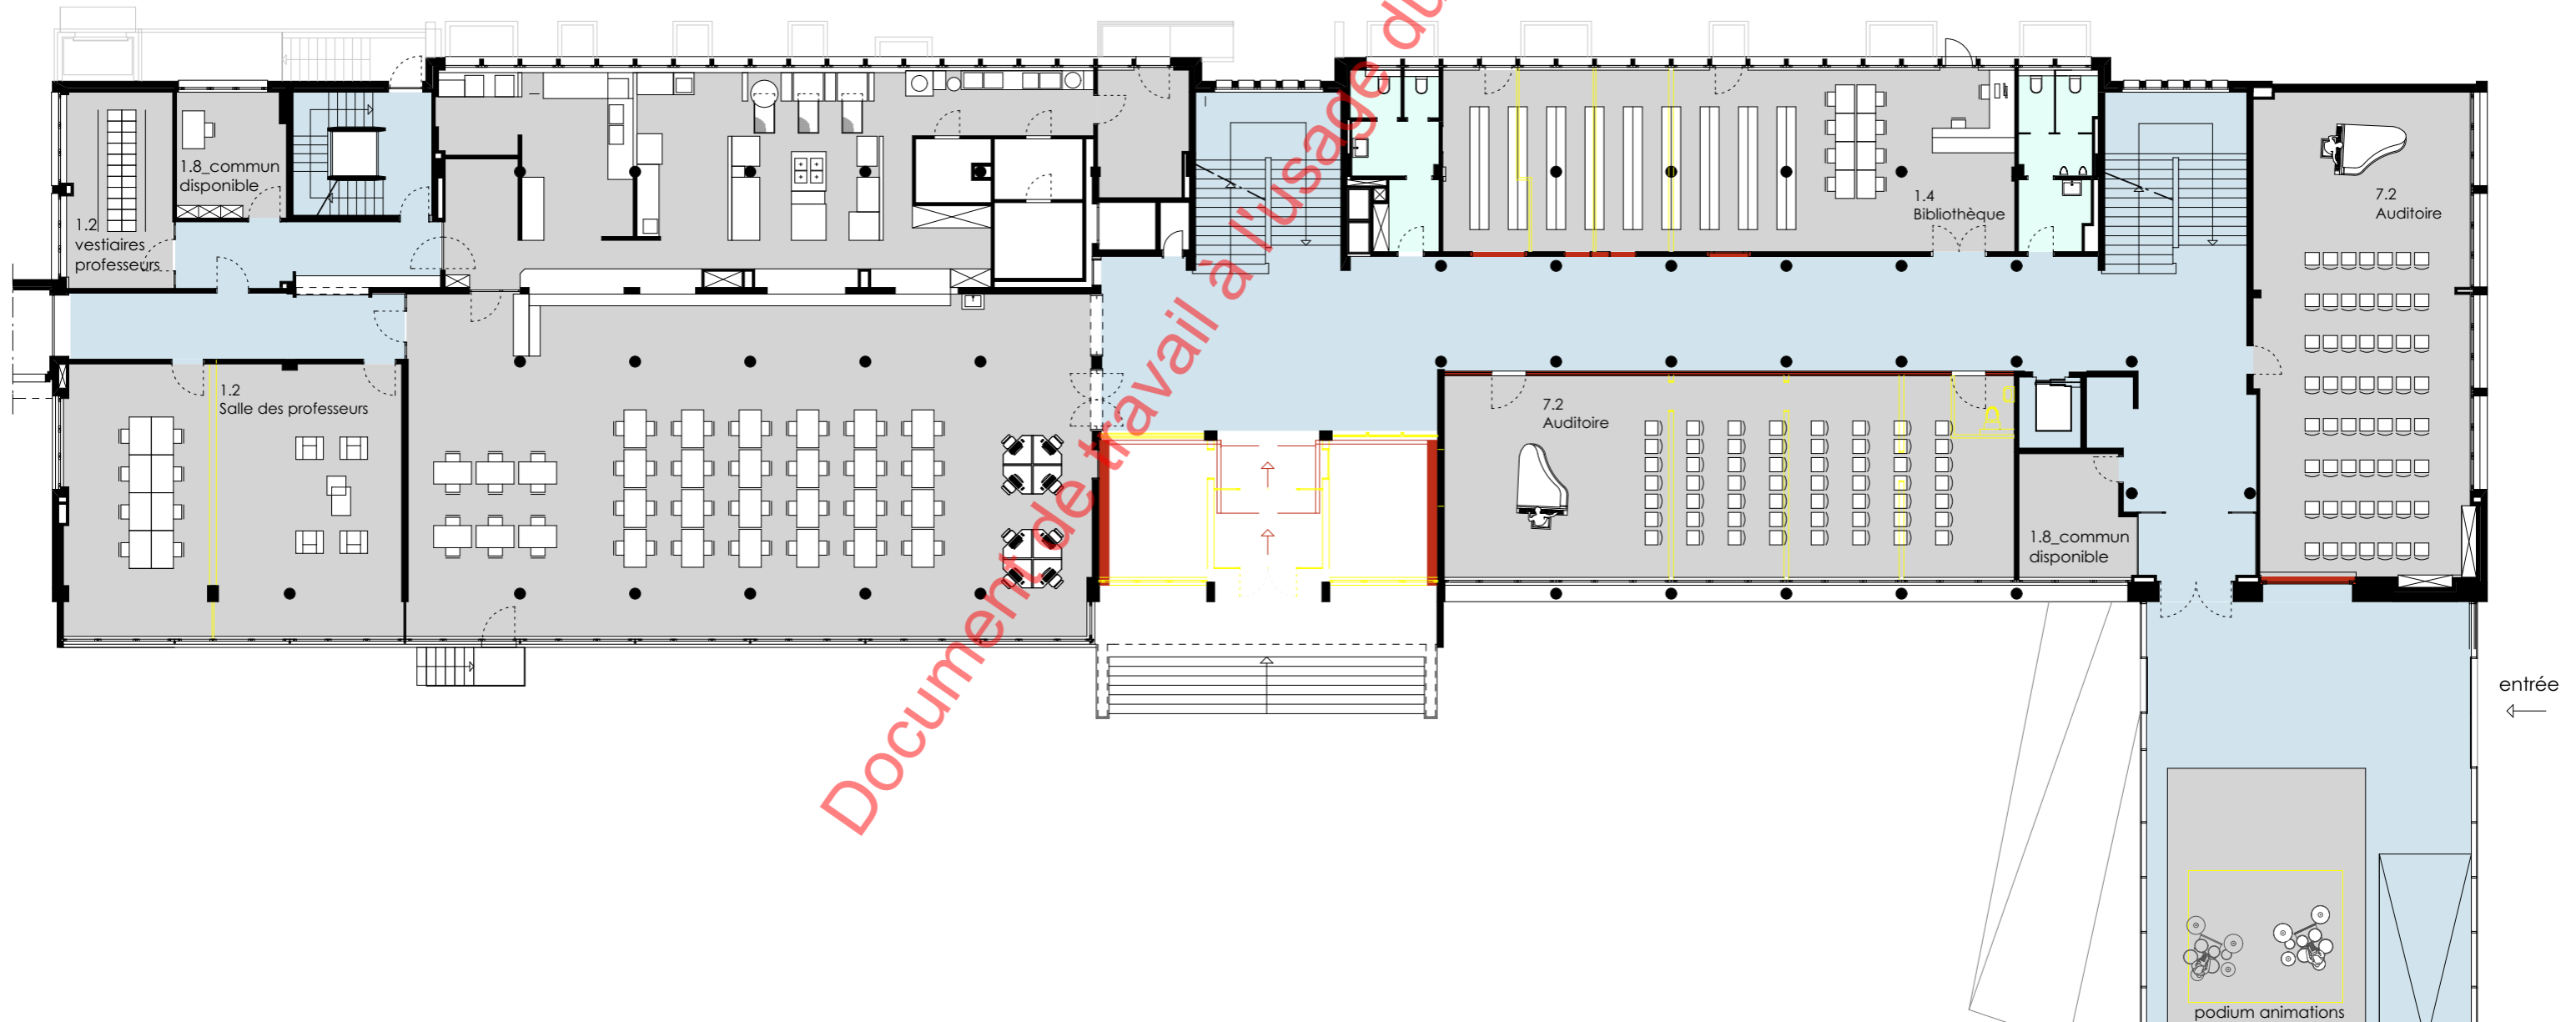 1.8_commun
disponible
1.2
vestiaires
professeurs
1.2
Salle des professeurs
1.4
Bibliothèque
7.2
Auditoire
7.2
Auditoire
1.8_commun
disponible
entrée
podium animations
Document de travail à l'usage du